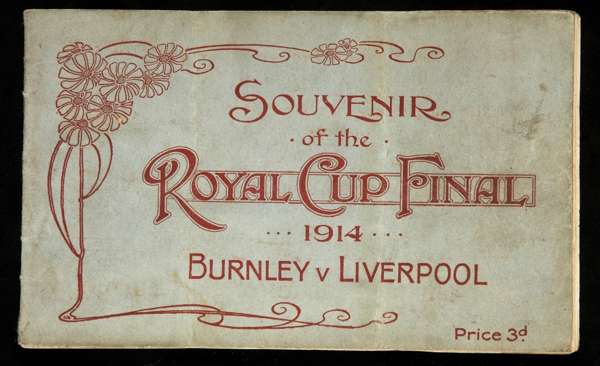 SOUVENIR
· of the ·
ROYAL CUP FINAL
··· 1914 ···
BURNLEY V LIVERPOOL
Price 3d.